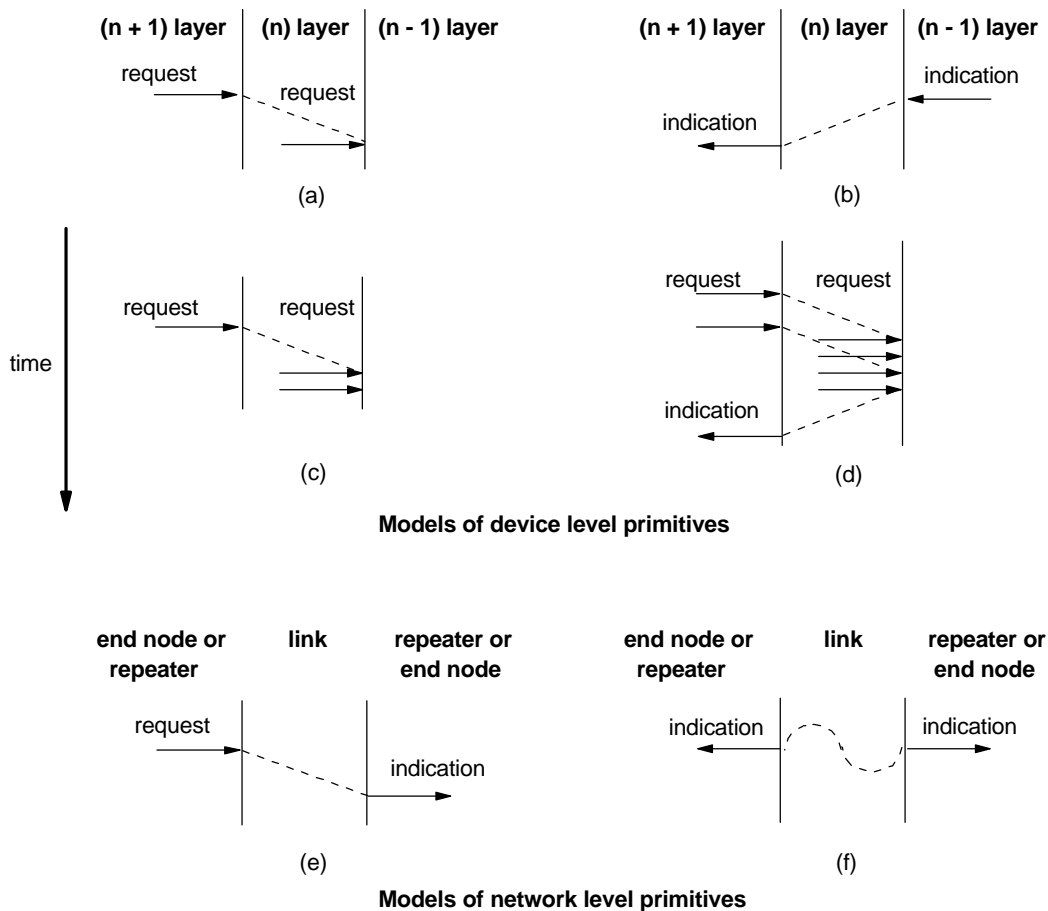 (n + 1) layer (n) layer (n - 1) layer
request
request
(a)
(n + 1) layer (n) layer (n - 1) layer
indication
indication
(b)
time
request request
(c)
request request
indication
(d)
Models of device level primitives
end node or repeater
link
repeater or end node
request
indication
(e)
end node or repeater
link
repeater or end node
indication indication
(f)
Models of network level primitives